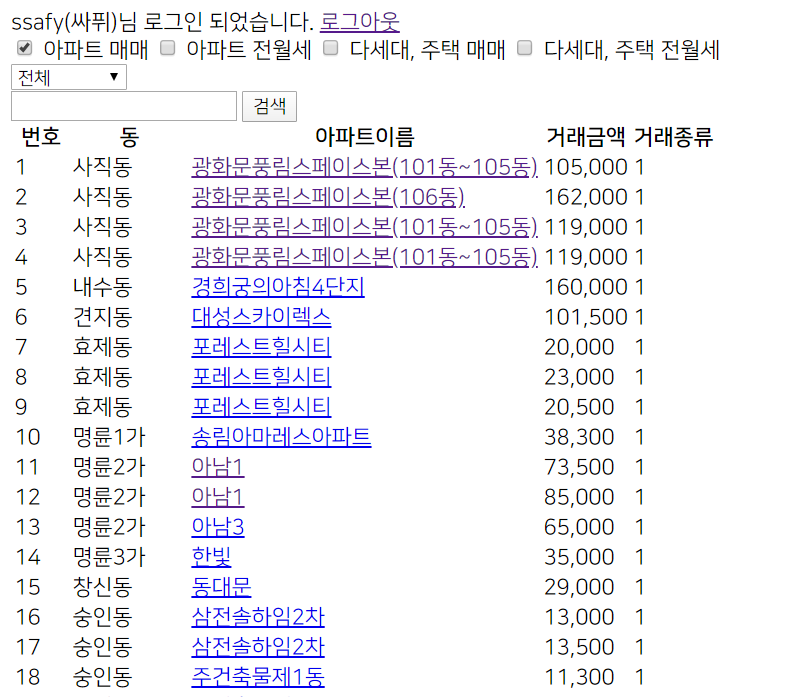 ssafy(싸퓌)님 로그인 되었습니다. 로그아웃
아파트 매매 아파트 전월세 다세대, 주택 매매 다세대, 주택 전월세
전체
검색
번호 동 아파트이름 거래금액 거래종류
1 사직동 광화문풍림스페이스본(101동~105동) 105,000 1
2 사직동 광화문풍림스페이스본(106동) 162,000 1
3 사직동 광화문풍림스페이스본(101동~105동) 119,000 1
4 사직동 광화문풍림스페이스본(101동~105동) 119,000 1
5 내수동 경희궁의아침4단지 160,000 1
6 견지동 대성스카이렉스 101,500 1
7 효제동 포레스트힐시티 20,000 1
8 효제동 포레스트힐시티 23,000 1
9 효제동 포레스트힐시티 20,500 1
10 명륜1가 송림아마레스아파트 38,300 1
11 명륜2가 아남1 73,500 1
12 명륜2가 아남1 85,000 1
13 명륜2가 아남3 65,000 1
14 명륜3가 한빛 35,000 1
15 창신동 동대문 29,000 1
16 숭인동 삼전솔하임2차 13,000 1
17 숭인동 삼전솔하임2차 13,500 1
18 숭인동 주건축물제1동 11,300 1